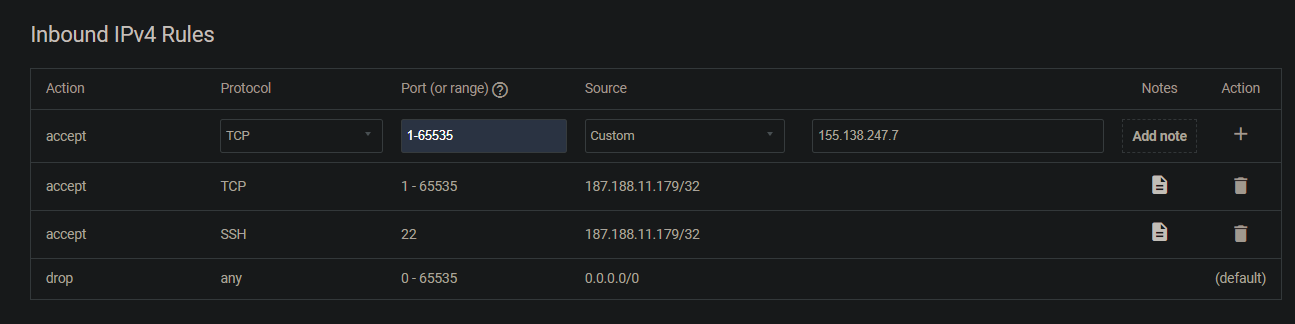 Inbound IPv4 Rules
Action Protocol Port (or range) ? Source Notes Action
accept TCP 1-65535 Custom 155.138.247.7 Add note +
accept TCP 1 - 65535 187.188.11.179/32
accept SSH 22 187.188.11.179/32
drop any 0 - 65535 0.0.0.0/0 (default)